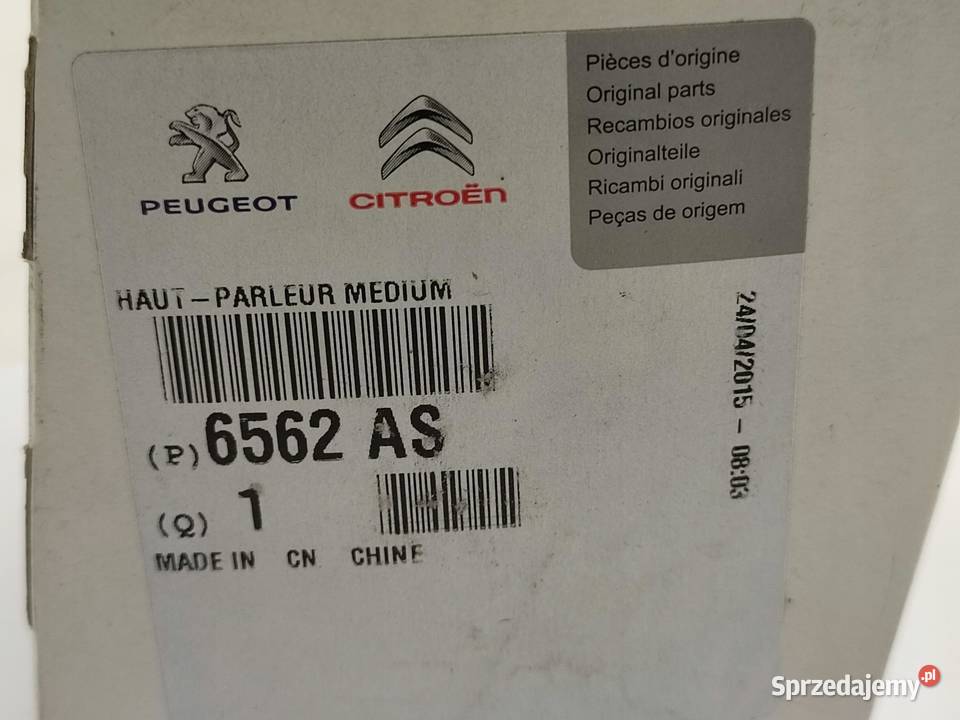 PEUGEOT
CITROËN
Pièces d'origine
Original parts
Recambios originales
Originalteile
Ricambi originali
Peças de origem
HAUT-PARLEUR MEDIUM
(P) 6562 AS
(Q) 1
MADE IN CN CHINE
24/04/2015 - 08:03
Sprzedajemy.pl